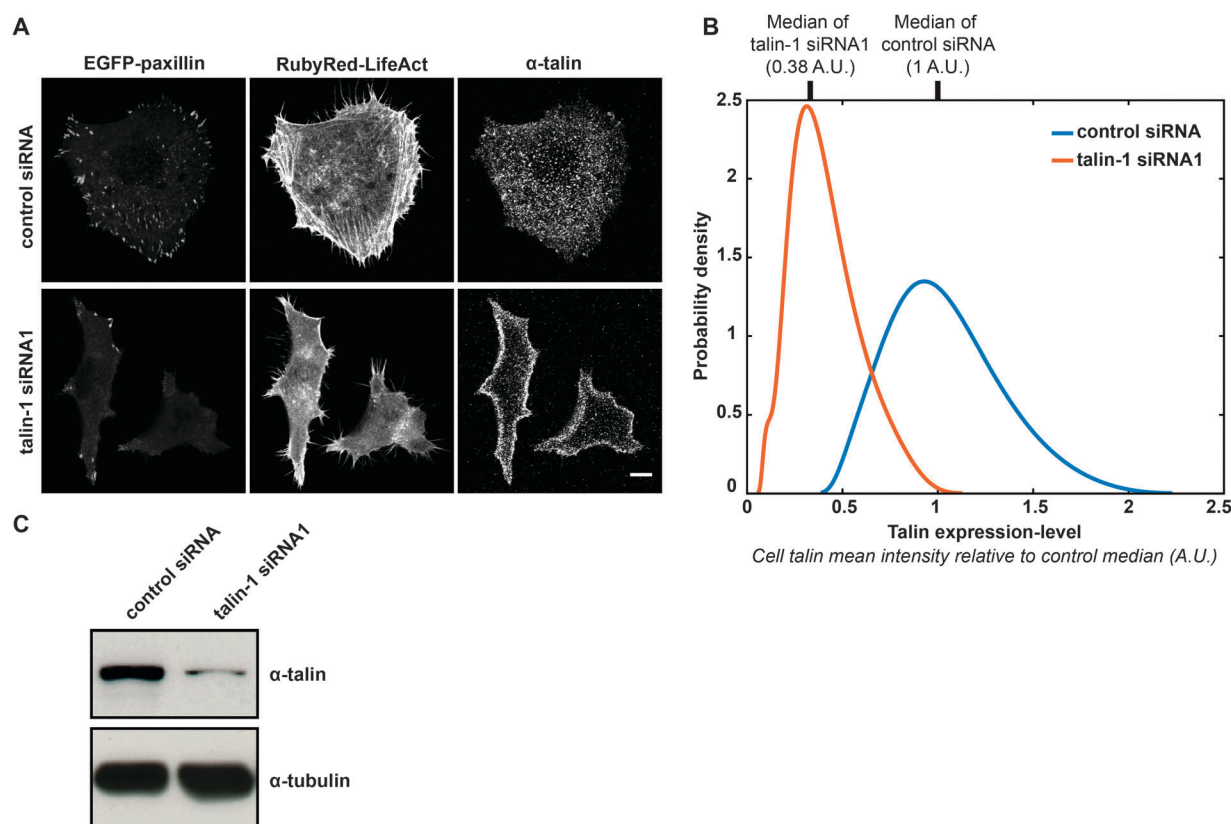 A
EGFP-paxillin
RubyRed-LifeAct
α-talin
control siRNA
talin-1 siRNA1
B
Median of
talin-1 siRNA1
(0.38 A.U.)
Median of
control siRNA
(1 A.U.)
control siRNA
talin-1 siRNA1
Probability density
2.5
2
1.5
1
0.5
0
0
0.5
1
1.5
2
2.5
Talin expression-level
Cell talin mean intensity relative to control median (A.U.)
C
control siRNA
talin-1 siRNA1
α-talin
α-tubulin